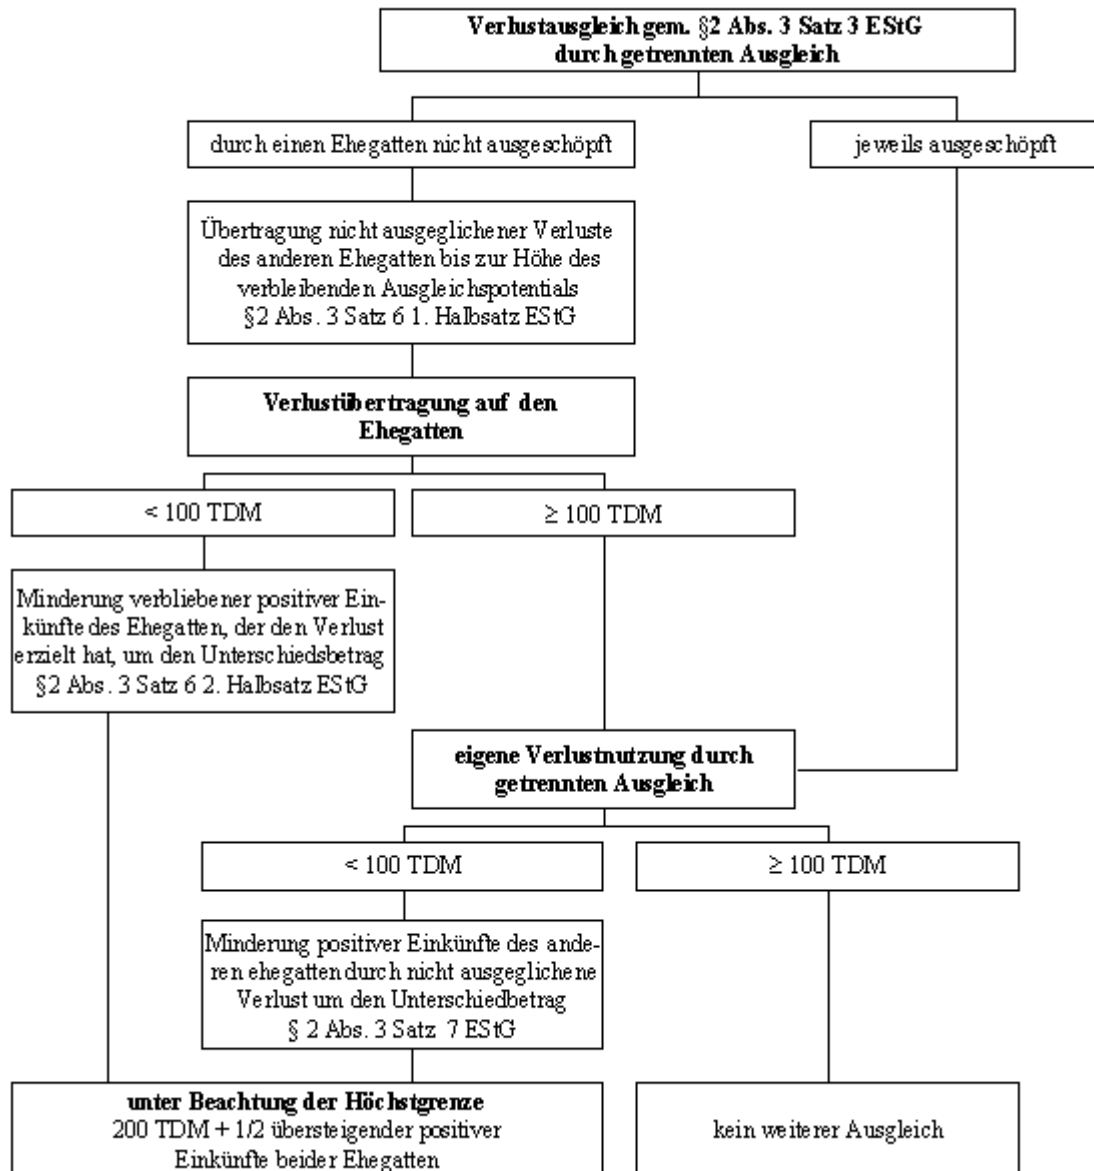 Verlustausgleich gem. §2 Abs. 3 Satz 3 EStG
durch getrennten Ausgleich
durch einen Ehegatten nicht ausgeschöpft
jeweils ausgeschöpft
Übertragung nicht ausgeglichener Verluste
des anderen Ehegatten bis zur Höhe des
verbleibenden Ausgleichspotentials
§2 Abs. 3 Satz 6 1. Halbsatz EStG
Verlustübertragung auf den
Ehegatten
< 100 TDM
≥ 100 TDM
Minderung verbliebener positiver Ein-
künfte des Ehegatten, der den Verlust
erzielt hat, um den Unterschiedsbetrag
§2 Abs. 3 Satz 6 2. Halbsatz EStG
eigene Verlustnutzung durch
getrennten Ausgleich
< 100 TDM
≥ 100 TDM
Minderung positiver Einkünfte des ande-
ren ehegatten durch nicht ausgeglichene
Verlust um den Unterschiedbetrag
§ 2 Abs. 3 Satz 7 EStG
unter Beachtung der Höchstgrenze
200 TDM + 1/2 übersteigender positiver
Einkünfte beider Ehegatten
kein weiterer Ausgleich